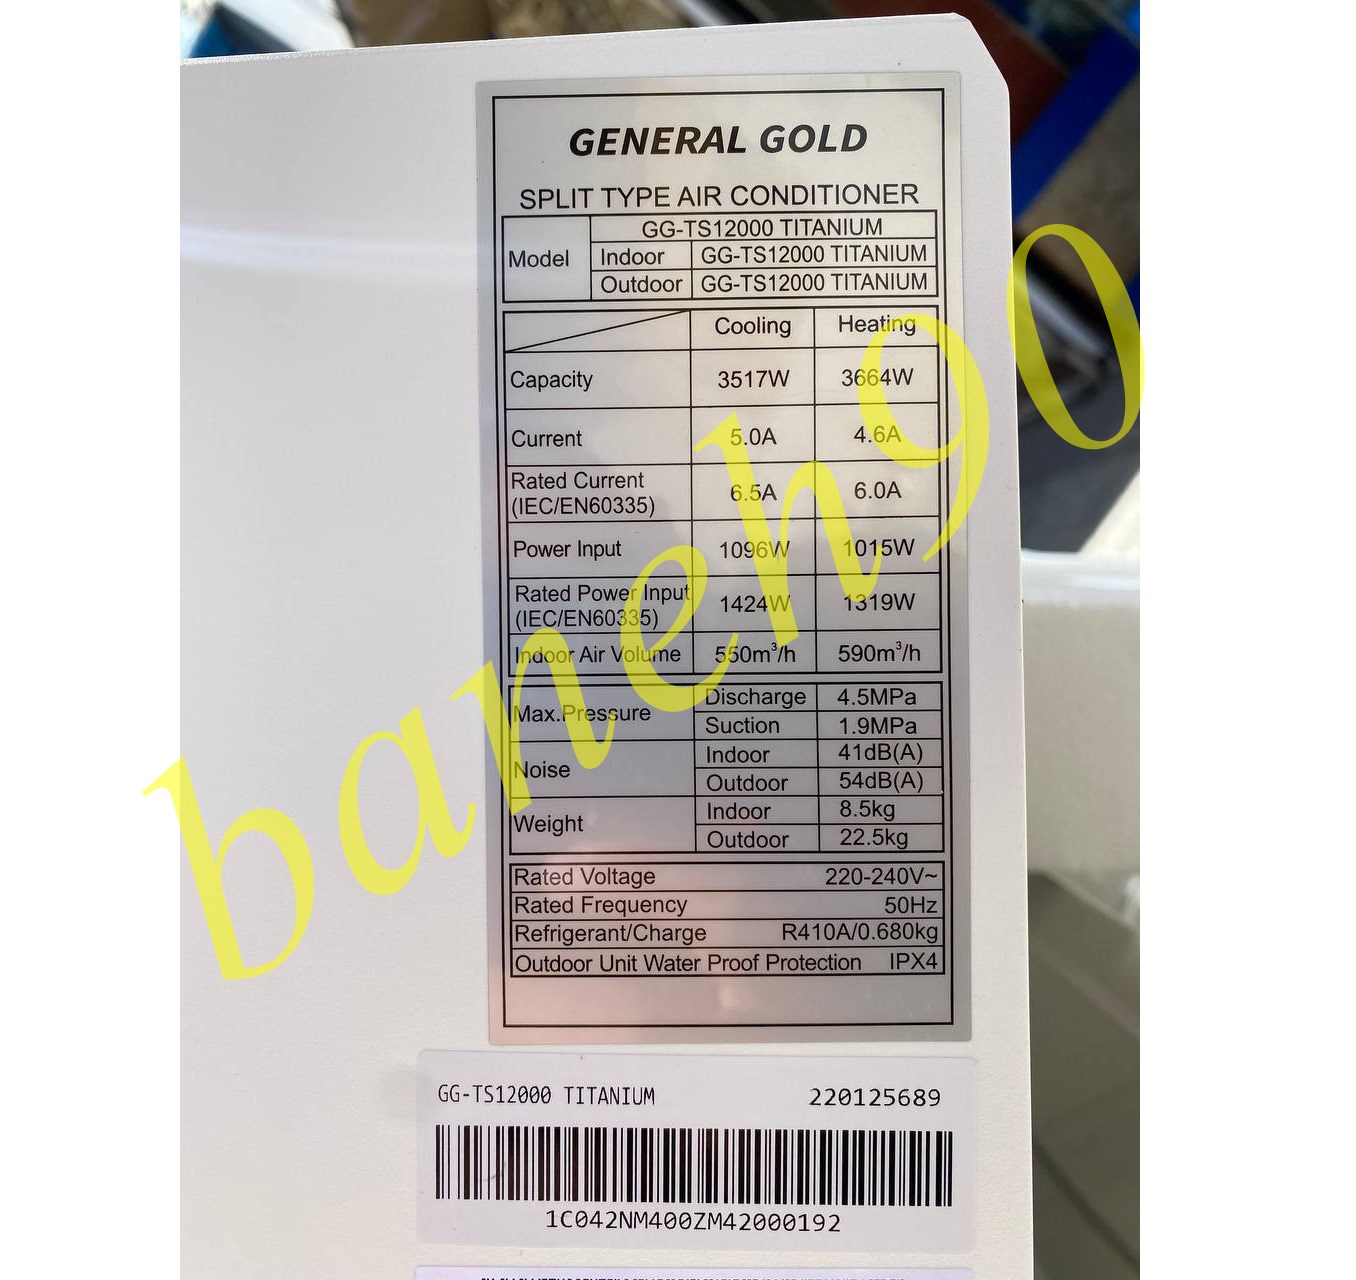 GENERAL GOLD
SPLIT TYPE AIR CONDITIONER
Model GG-TS12000 TITANIUM
Indoor GG-TS12000 TITANIUM
Outdoor GG-TS12000 TITANIUM
Cooling Heating
Capacity 3517W 3664W
Current 5.0A 4.6A
Rated Current
(IEC/EN60335) 6.5A 6.0A
Power Input 1096W 1015W
Rated Power Input
(IEC/EN60335) 1424W 1319W
Indoor Air Volume 550m³/h 590m³/h
Max.Pressure Discharge 4.5MPa
Suction 1.9MPa
Noise Indoor 41dB(A)
Outdoor 54dB(A)
Weight Indoor 8.5kg
Outdoor 22.5kg
Rated Voltage 220-240V~
Rated Frequency 50Hz
Refrigerant/Charge R410A/0.680kg
Outdoor Unit Water Proof Protection IPX4
GG-TS12000 TITANIUM 220125689
1C042NM400ZM42000192
baneh90